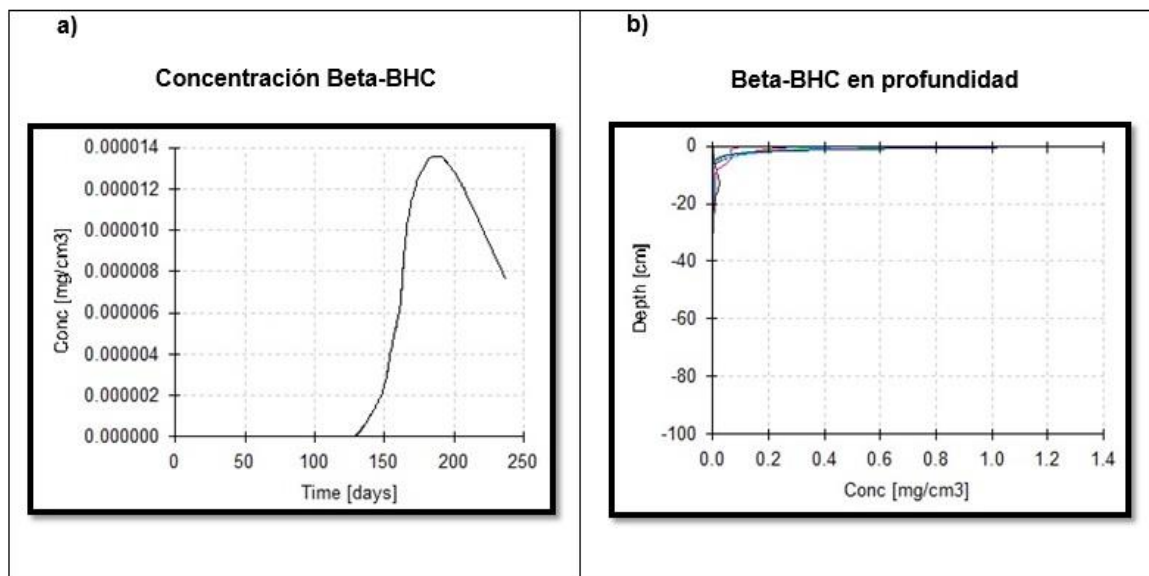 a)
Concentración Beta-BHC
0.000014
0.000012
0.000010
0.000008
0.000006
0.000004
0.000002
0.000000
Conc [mg/cm3]
0 50 100 150 200 250
Time [days]
b)
Beta-BHC en profundidad
0
-20
-40
-60
-80
-100
Depth [cm]
0.0 0.2 0.4 0.6 0.8 1.0 1.2 1.4
Conc [mg/cm3]